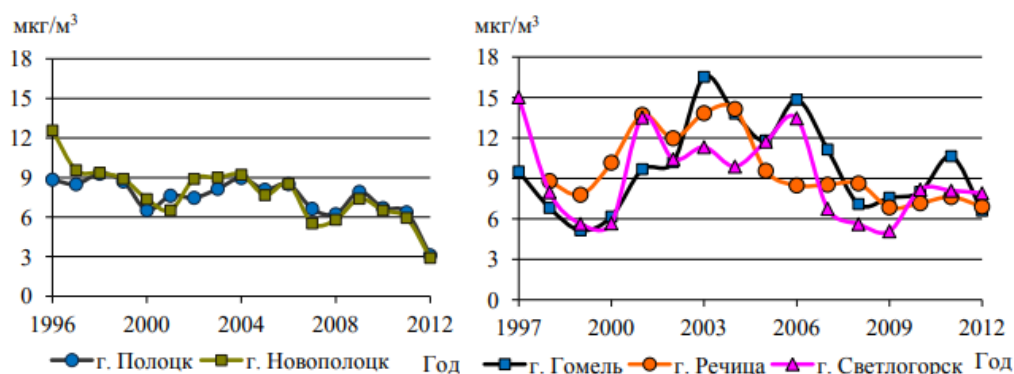 мкг/м³
18
15
12
9
6
3
0
1996 2000 2004 2008 2012
г. Полоцк г. Новополоцк Год
мкг/м³
18
15
12
9
6
3
0
1997 2000 2003 2006 2009 2012
г. Гомель г. Речица г. Светлогорск Год